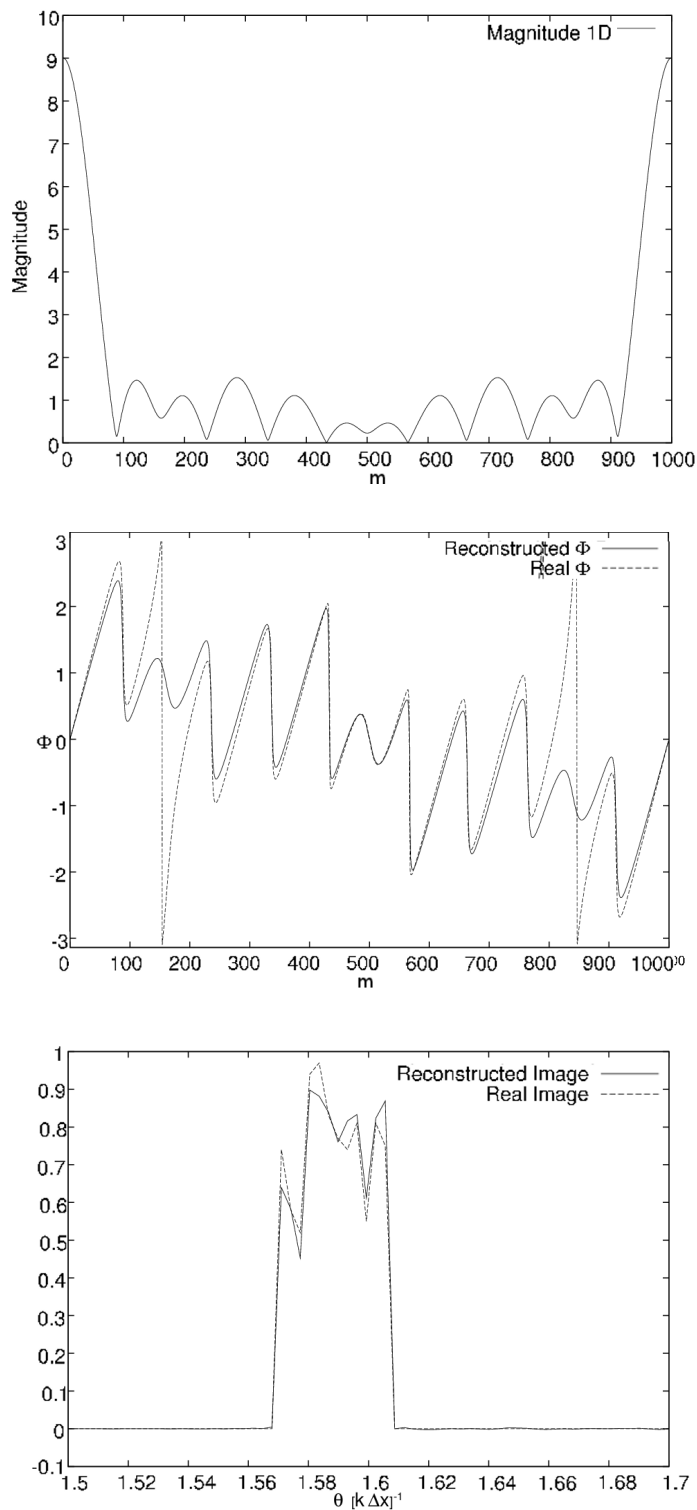 10
Magnitude 1D
9
8
7
6
5
4
3
2
1
0
Magnitude
0 100 200 300 400 500 600 700 800 900 1000
m
3
Reconstructed Φ
Real Φ
2
1
Φ 0
-1
-2
-3
0 100 200 300 400 500 600 700 800 900 1000
m
1
Reconstructed Image
Real Image
0.9
0.8
0.7
0.6
0.5
0.4
0.3
0.2
0.1
0
-0.1
1.5 1.52 1.54 1.56 1.58 1.6 1.62 1.64 1.66 1.68 1.7
θ [k Δx]⁻¹